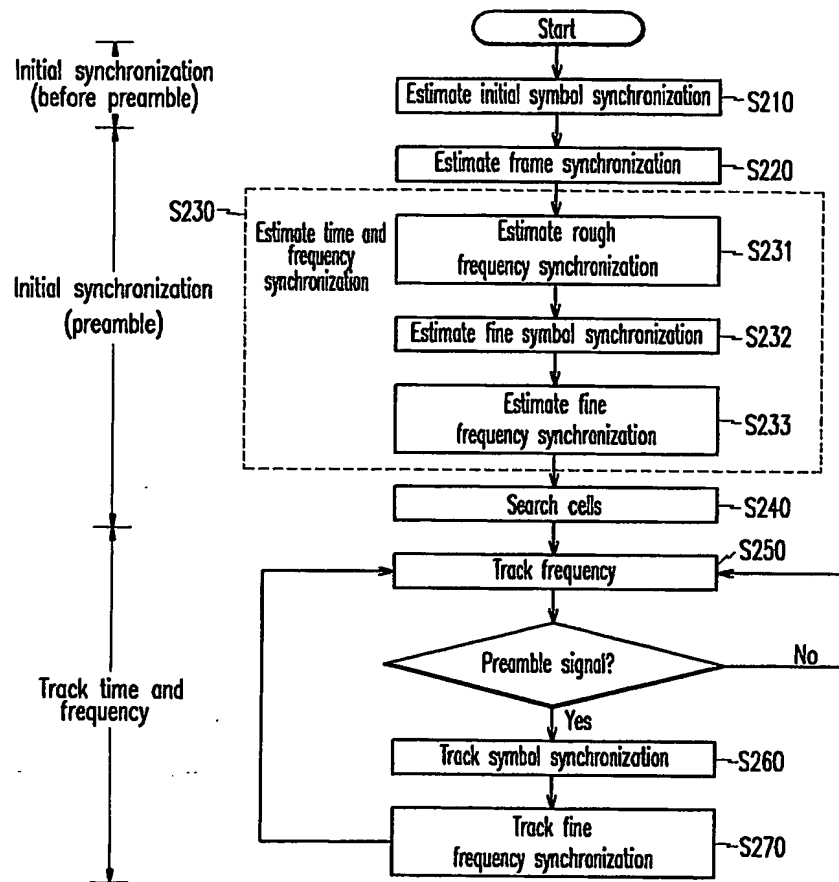 Start
Initial synchronization
(before preamble)
Estimate initial symbol synchronization
S210
Estimate frame synchronization
S220
S230
Estimate time and
frequency
synchronization
Estimate rough
frequency synchronization
S231
Initial synchronization
(preamble)
Estimate fine symbol synchronization
S232
Estimate fine
frequency synchronization
S233
Search cells
S240
S250
Track frequency
Preamble signal?
No
Track time and
frequency
Yes
Track symbol synchronization
S260
Track fine
frequency synchronization
S270